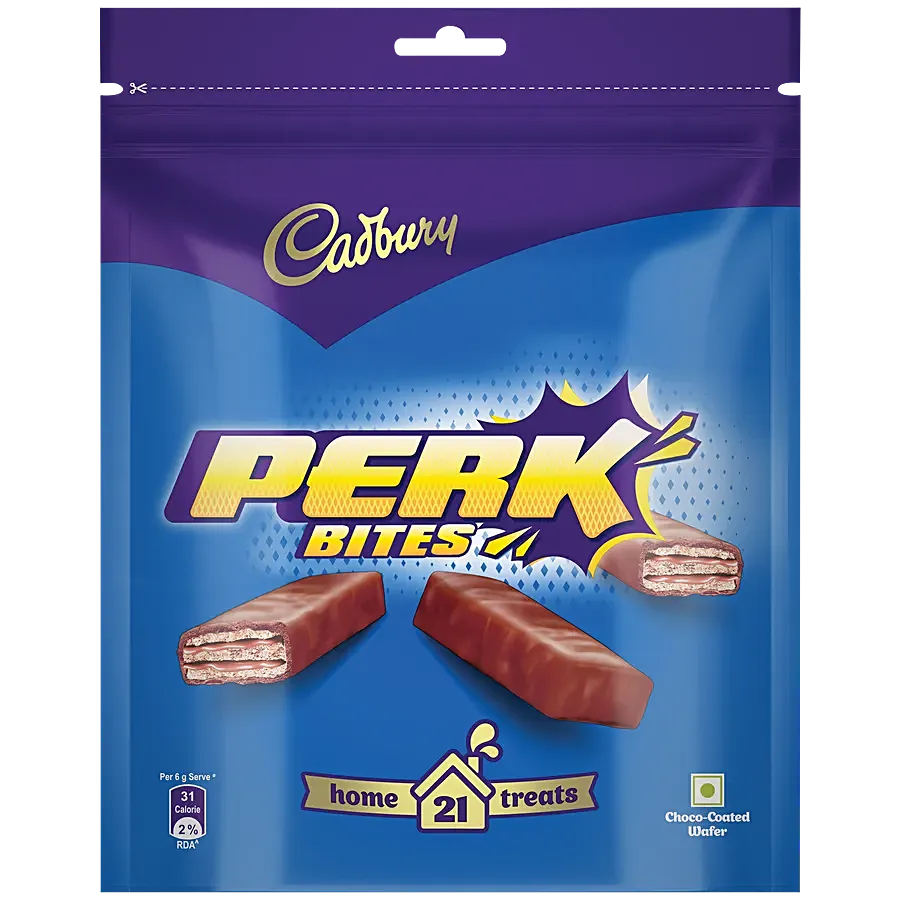 Cadbury
PERK
BITES
home 21 treats
Per 6 g Serve*
31
Calorie
2%
RDA^
Choco-Coated
Wafer